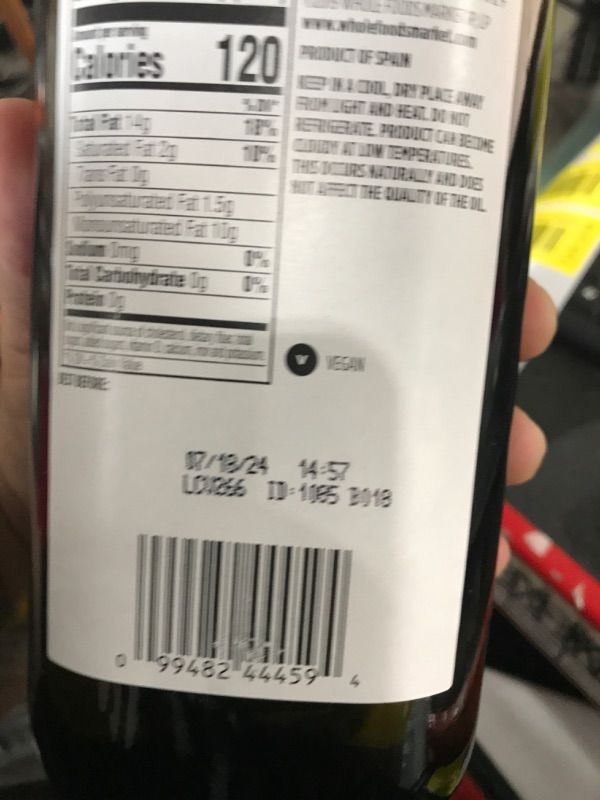 www.wholefoodsmarket.com
PRODUCT OF SPAIN
KEEP IN A COOL, DRY PLACE AWAY
FROM LIGHT AND HEAT. DO NOT
REFRIGERATE. PRODUCT CAN BECOME
CLOUDY AT LOW TEMPERATURES.
THIS OCCURS NATURALLY AND DOES
NOT AFFECT THE QUALITY OF THE OIL.
Calories 120
%DV*
Total Fat 14g 18%
Saturated Fat 2g 10%
Trans Fat 0g
Polyunsaturated Fat 1.5g
Monounsaturated Fat 10g
Sodium 0mg 0%
Total Carbohydrate 0g 0%
Protein 0g
VEGAN
BEST BEFORE:
07/18/24 14:57
ID:1085 B018
0 99482 44459 4